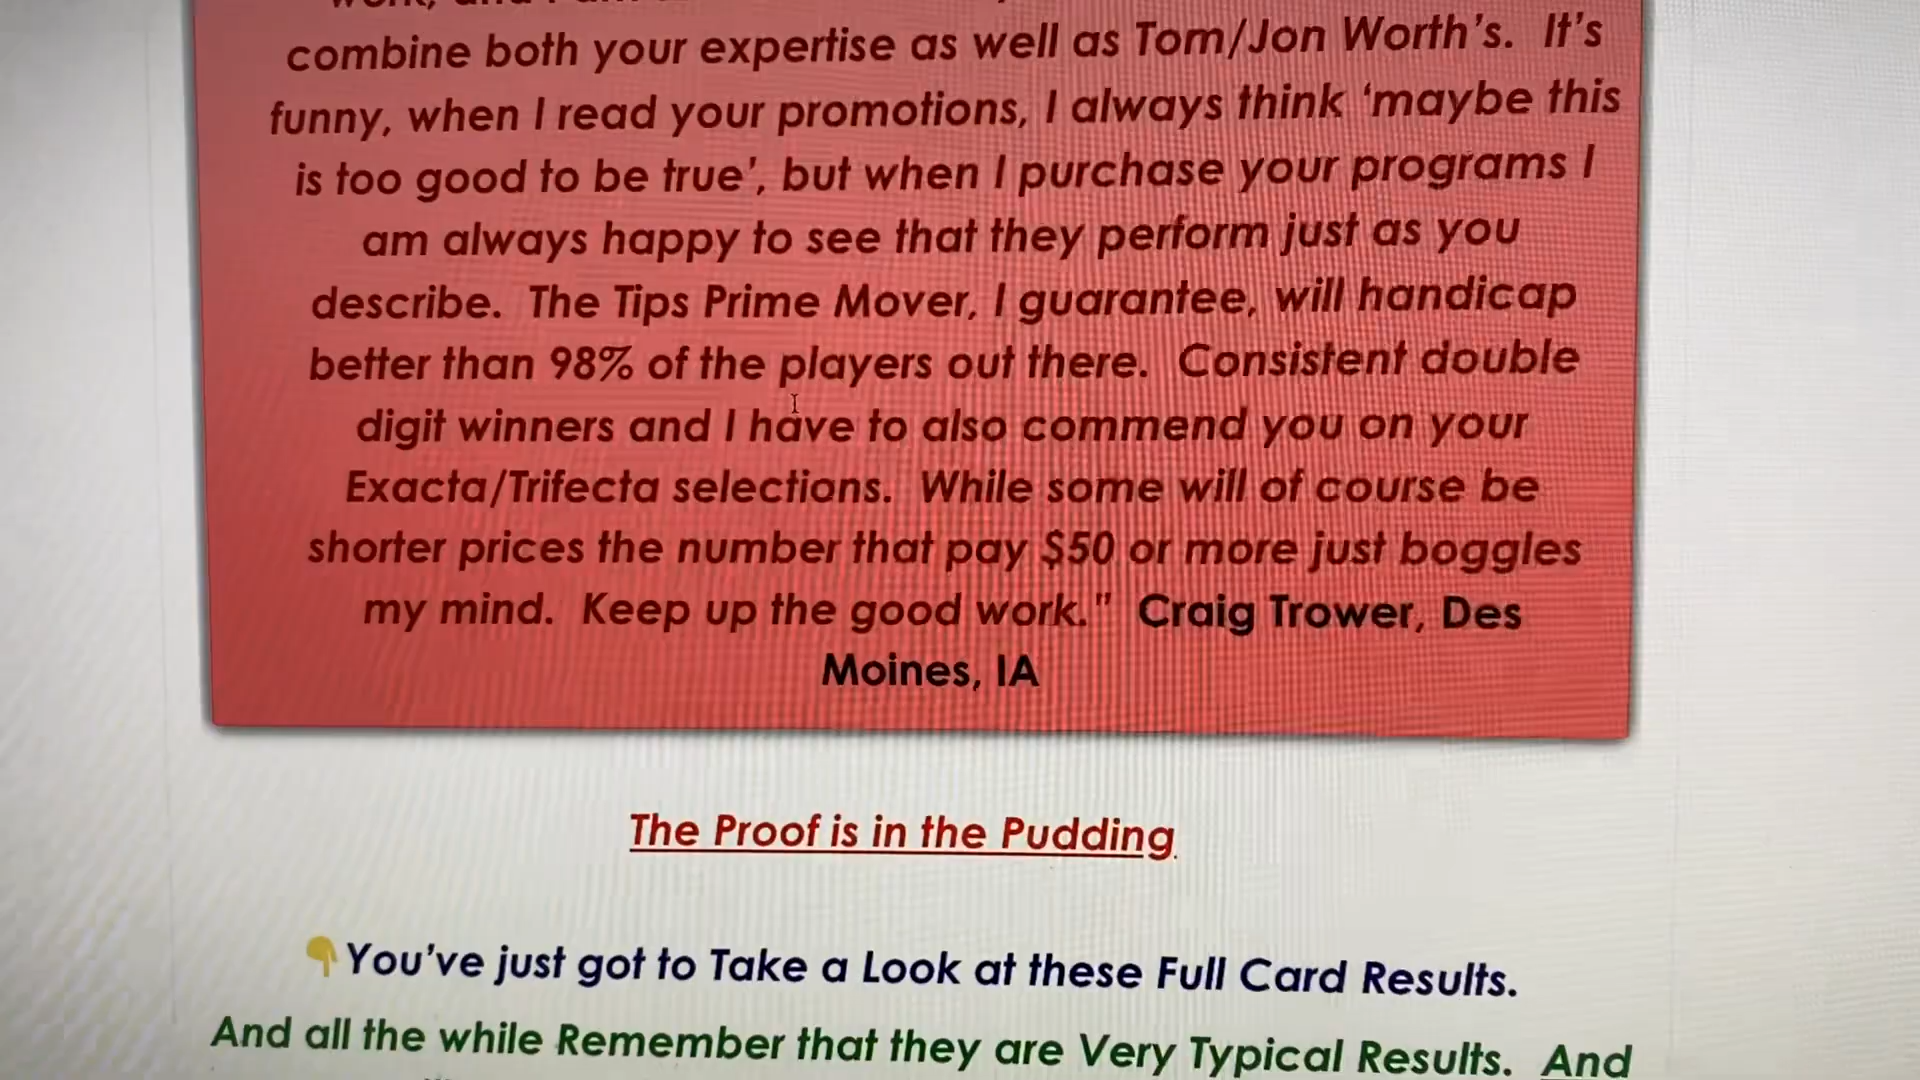 combine both your expertise as well as Tom/Jon Worth's. It's
funny, when I read your promotions, I always think 'maybe this
is too good to be true', but when I purchase your programs I
am always happy to see that they perform just as you
describe. The Tips Prime Mover, I guarantee, will handicap
better than 98% of the players out there. Consistent double
digit winners and I have to also commend you on your
Exacta/Trifecta selections. While some will of course be
shorter prices the number that pay $50 or more just boggles
my mind. Keep up the good work." Craig Trower, Des
Moines, IA
The Proof is in the Pudding.
You've just got to Take a Look at these Full Card Results.
And all the while Remember that they are Very Typical Results. And